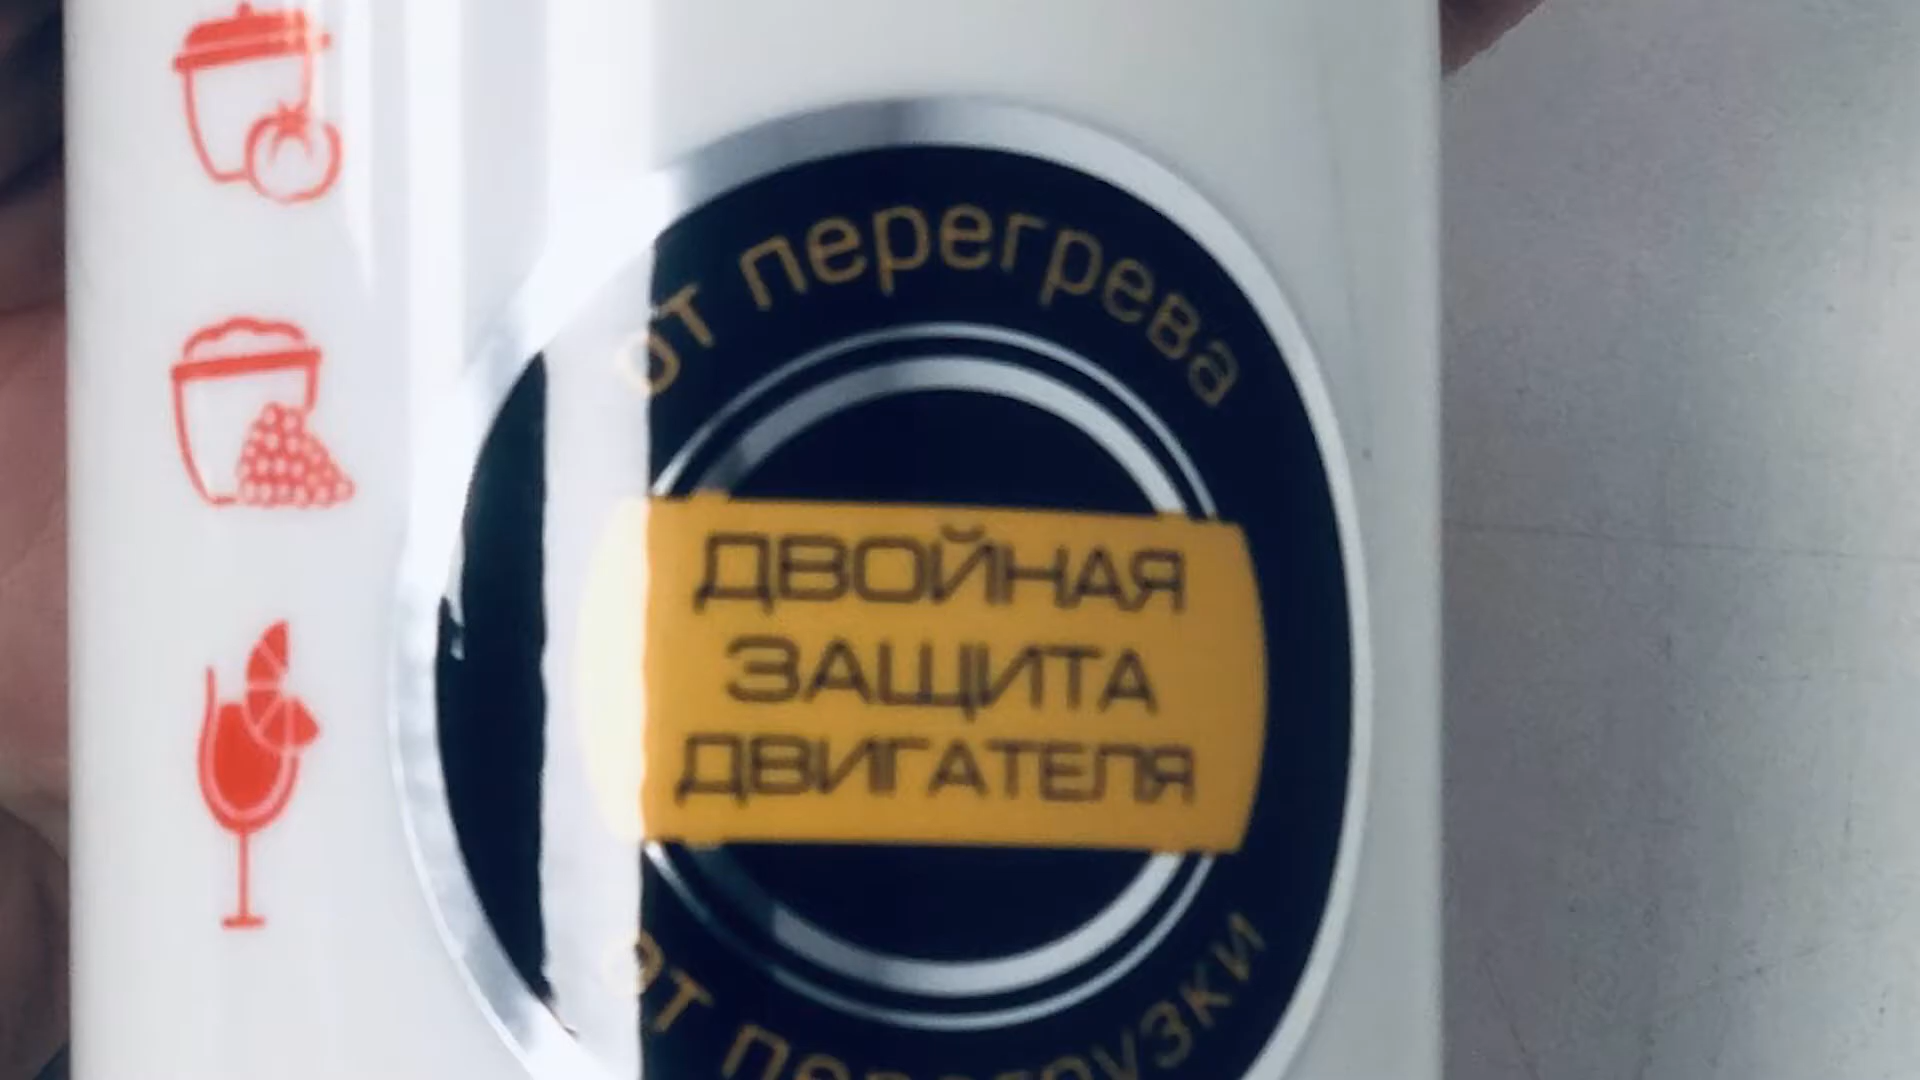 от перегрева
ДВОЙНАЯ
ЗАЩИТА
ДВИГАТЕЛЯ
от перегрузки